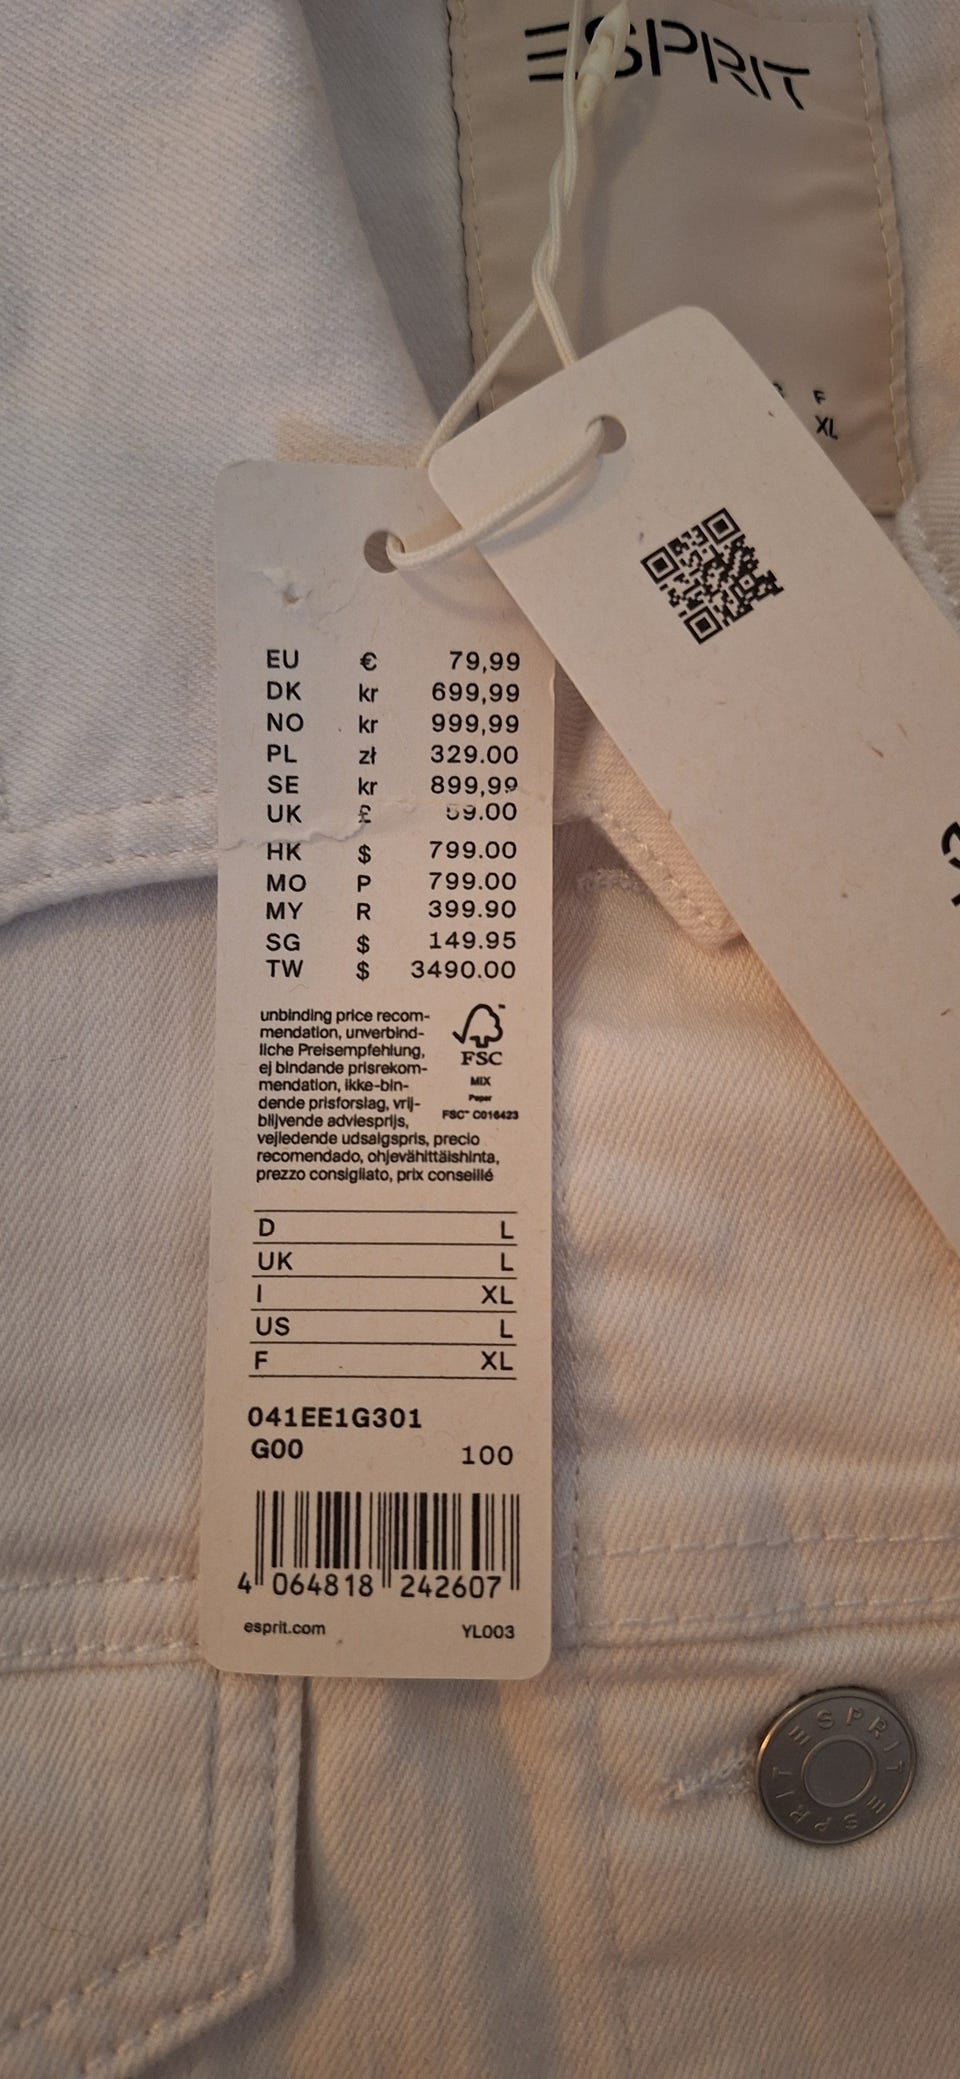 ESPRIT
F
XL
EU € 79,99
DK kr 699,99
NO kr 999,99
PL zł 329.00
SE kr 899,99
UK £ 59.00
HK $ 799.00
MO P 799.00
MY R 399.90
SG $ 149.95
TW $ 3490.00
unbinding price recom-
mendation, unverbind-
liche Preisempfehlung,
ej bindande prisrekom-
mendation, ikke-bin-
dende prisforslag, vrij-
blijvende adviesprijs,
vejledende udsalgspris, precio
recomendado, ohjevähittäishinta,
prezzo consigliato, prix conseillé
FSC™
MIX
Paper
FSC™ C016423
D L
UK L
I XL
US L
F XL
041EE1G301
G00 100
4 064818 242607
esprit.com YL003
ESPRIT ESPRIT